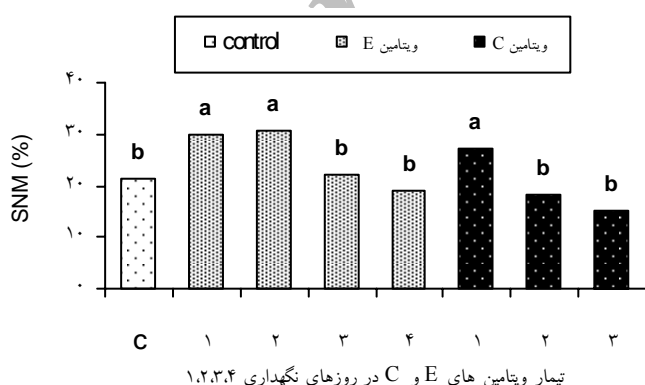 control ویتامین E ویتامین C
SNM (%)
۴۰
۳۰
۲۰
۱۰
۰
b a a b b a b b
C ۱ ۲ ۳ ۴ ۱ ۲ ۳
تیمار ویتامین های E و C در روزهای نگهداری ۱،۲،۳،۴